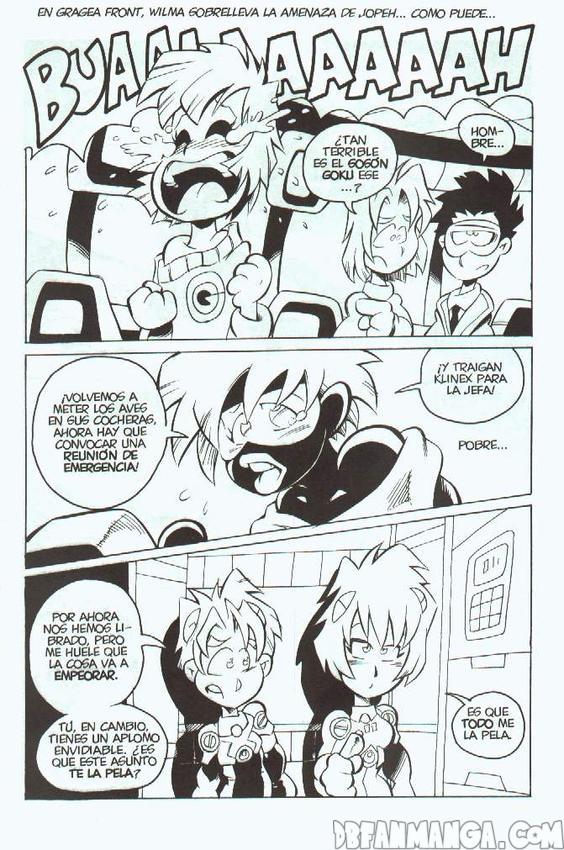 EN GRAGEA FRONT, WILMA SOBRELLEVA LA AMENAZA DE JOPEH... COMO PUEDE...
BUAALAAAAAAAH
¿TAN
TERRIBLE
ES EL GOGÓN
GOKU ESE
...?
HOM-
BRE...
¡VOLVEMOS A
METER LOS AVES
EN SUS COCHERAS,
AHORA HAY QUE
CONVOCAR UNA
REUNIÓN DE
EMERGENCIA!
¡Y TRAIGAN
KLINEX PARA
LA JEFA!
POBRE...
POR AHORA
NOS HEMOS LI-
BRADO, PERO
ME HUELE QUE
LA COSA VA A
EMPEORAR.
TÚ, EN CAMBIO,
TIENES UN APLOMO
ENVIDIABLE. ¿ES
QUE ESTE ASUNTO
TE LA PELA?
ES QUE
TODO ME
LA PELA.
DBFANMANGA.COM